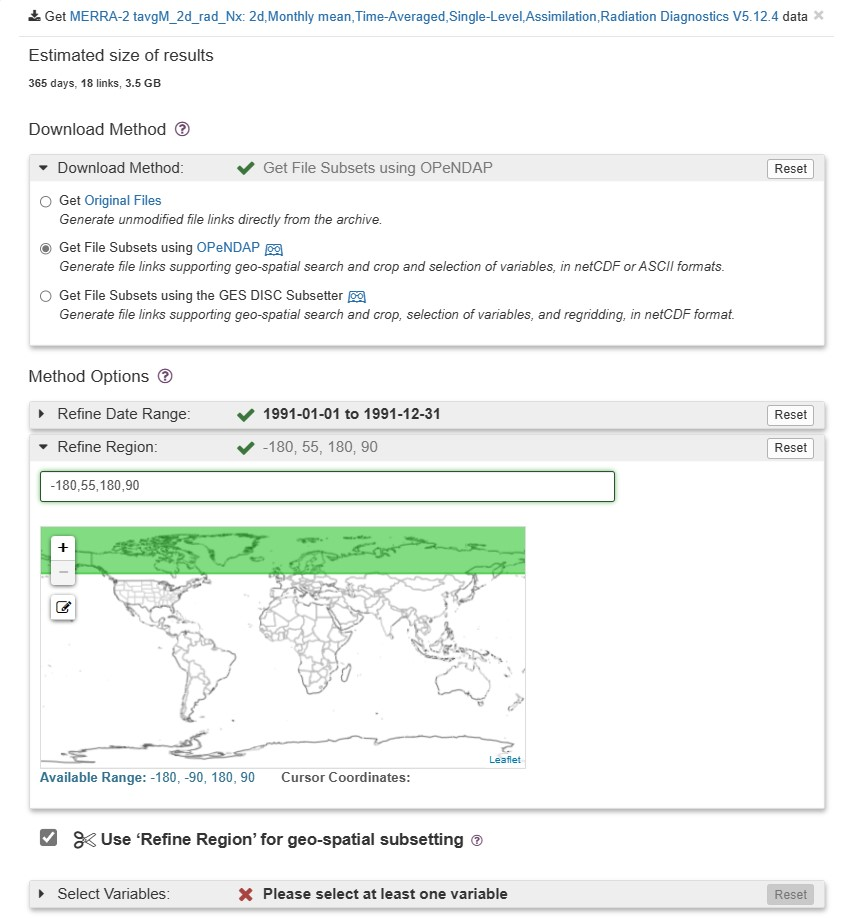 Get MERRA-2 tavgM_2d_rad_Nx: 2d,Monthly mean,Time-Averaged,Single-Level,Assimilation,Radiation Diagnostics V5.12.4 data
Estimated size of results
365 days, 18 links, 3.5 GB
Download Method
Download Method: Get File Subsets using OPeNDAP Reset
Get Original Files
Generate unmodified file links directly from the archive.
Get File Subsets using OPeNDAP
Generate file links supporting geo-spatial search and crop and selection of variables, in netCDF or ASCII formats.
Get File Subsets using the GES DISC Subsetter
Generate file links supporting geo-spatial search and crop, selection of variables, and regridding, in netCDF format.
Method Options
Refine Date Range: 1991-01-01 to 1991-12-31 Reset
Refine Region: -180, 55, 180, 90 Reset
-180,55,180,90
+
−
Leaflet
Available Range: -180, -90, 180, 90 Cursor Coordinates:
Use ‘Refine Region’ for geo-spatial subsetting
Select Variables: Please select at least one variable Reset